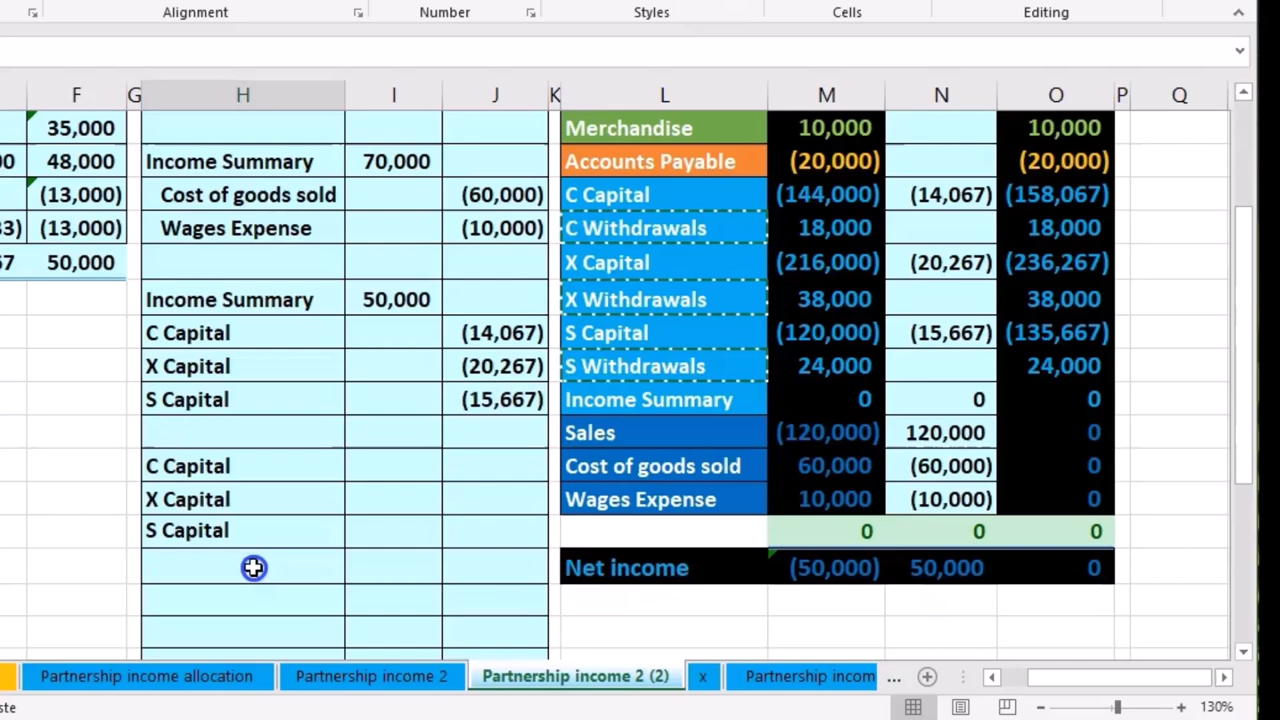 Alignment Number Styles Cells Editing
F G H I J K L M N O P Q
35,000 Merchandise 10,000 10,000
00 48,000 Income Summary 70,000 Accounts Payable (20,000) (20,000)
(13,000) Cost of goods sold (60,000) C Capital (144,000) (14,067) (158,067)
33) (13,000) Wages Expense (10,000) C Withdrawals 18,000 18,000
67 50,000 X Capital (216,000) (20,267) (236,267)
Income Summary 50,000 X Withdrawals 38,000 38,000
C Capital (14,067) S Capital (120,000) (15,667) (135,667)
X Capital (20,267) S Withdrawals 24,000 24,000
S Capital (15,667) Income Summary 0 0 0
Sales (120,000) 120,000 0
C Capital Cost of goods sold 60,000 (60,000) 0
X Capital Wages Expense 10,000 (10,000) 0
S Capital 0 0 0
Net income (50,000) 50,000 0
Partnership income allocation Partnership income 2 Partnership income 2 (2) x Partnership incom ...
ste 130%